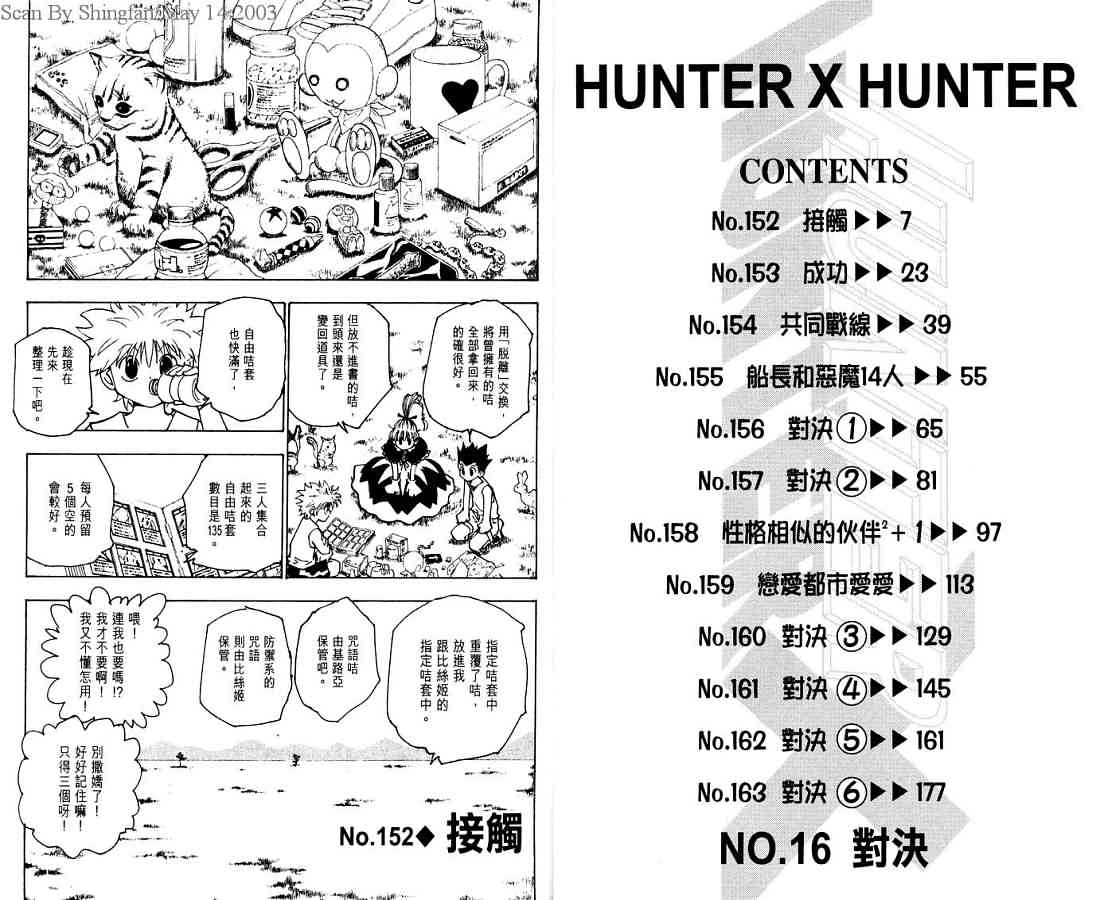 Scan By Shingfan/May 14,2003
HUNTER X HUNTER
CONTENTS
No.152 接觸▶▶7
No.153 成功▶▶23
No.154 共同戰線▶▶39
No.155 船長和惡魔14人▶▶55
No.156 對決①▶▶65
No.157 對決②▶▶81
No.158 性格相似的伙伴²+1▶▶97
No.159 戀愛都市愛愛▶▶113
No.160 對決③▶▶129
No.161 對決④▶▶145
No.162 對決⑤▶▶161
No.163 對決⑥▶▶177
NO.16 對決
用「脫離」交換，
將曾擁有的咭
全部拿回來，
的確很好。
但放不進書的咭，
到頭來還是
變回道具了。
自由咭套
也快滿了，
趁現在
先來
整理一下吧。
三人集合
起來的
自由咭套
數目是135。
每人預留
5個空的
會較好。
指定咭套中
重覆了咭，
放進我
跟比絲姬的
指定咭套中。
咒語咭
由基路亞
保管吧。
防禦系的
咒語
則由比絲姬
保管。
喂！
連我也要嗎!?
我才不要啊！
我又不懂怎用！
別撒嬌了！
好好記住嘛！
只得三個呀！
No.152◆接觸